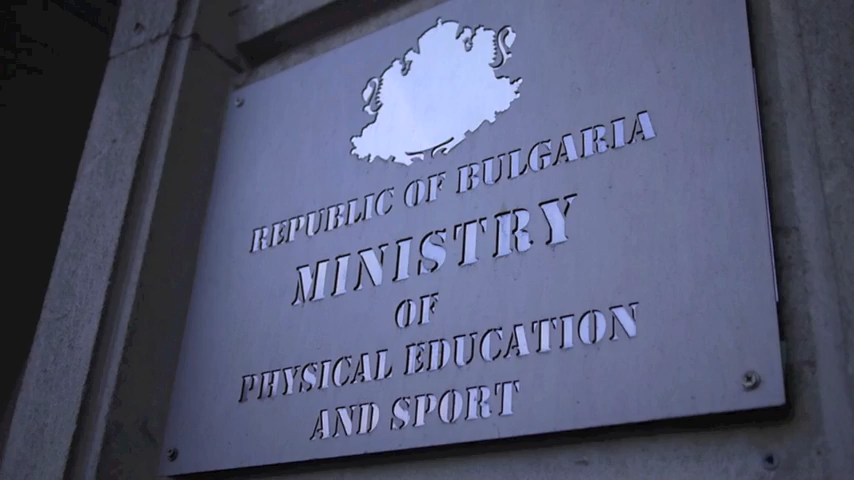 REPUBLIC OF BULGARIA
MINISTRY
OF
PHYSICAL EDUCATION
AND SPORT